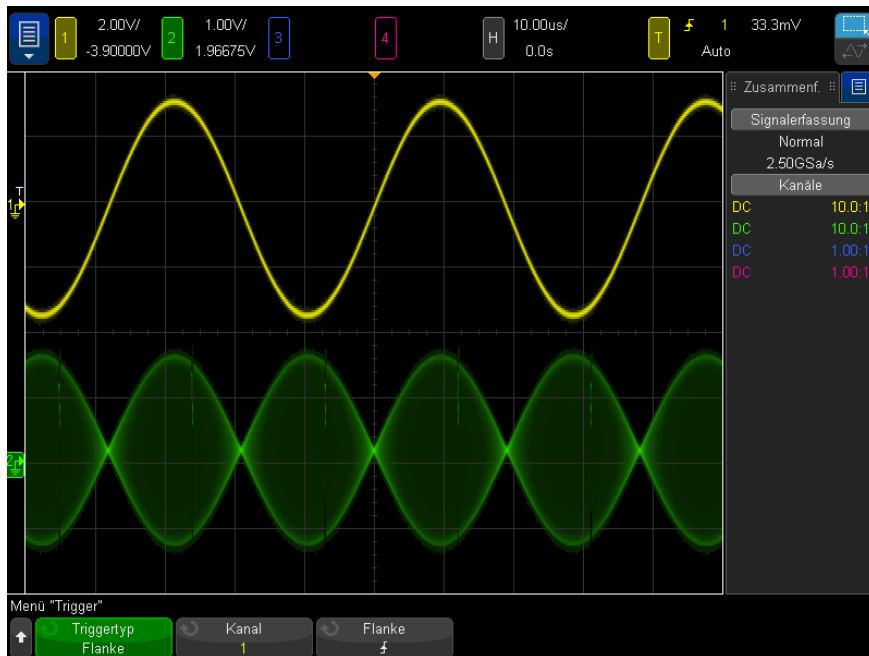 1 2.00V/ -3.90000V
2 1.00V/ 1.96675V
3
4
H 10.00us/ 0.0s
T 1 33.3mV Auto
Zusammenf.
Signalerfassung
Normal
2.50GSa/s
Kanäle
DC 10.0:1
DC 10.0:1
DC 1.00:1
DC 1.00:1
T
1
2
Menü "Trigger"
Triggertyp
Flanke
Kanal
1
Flanke